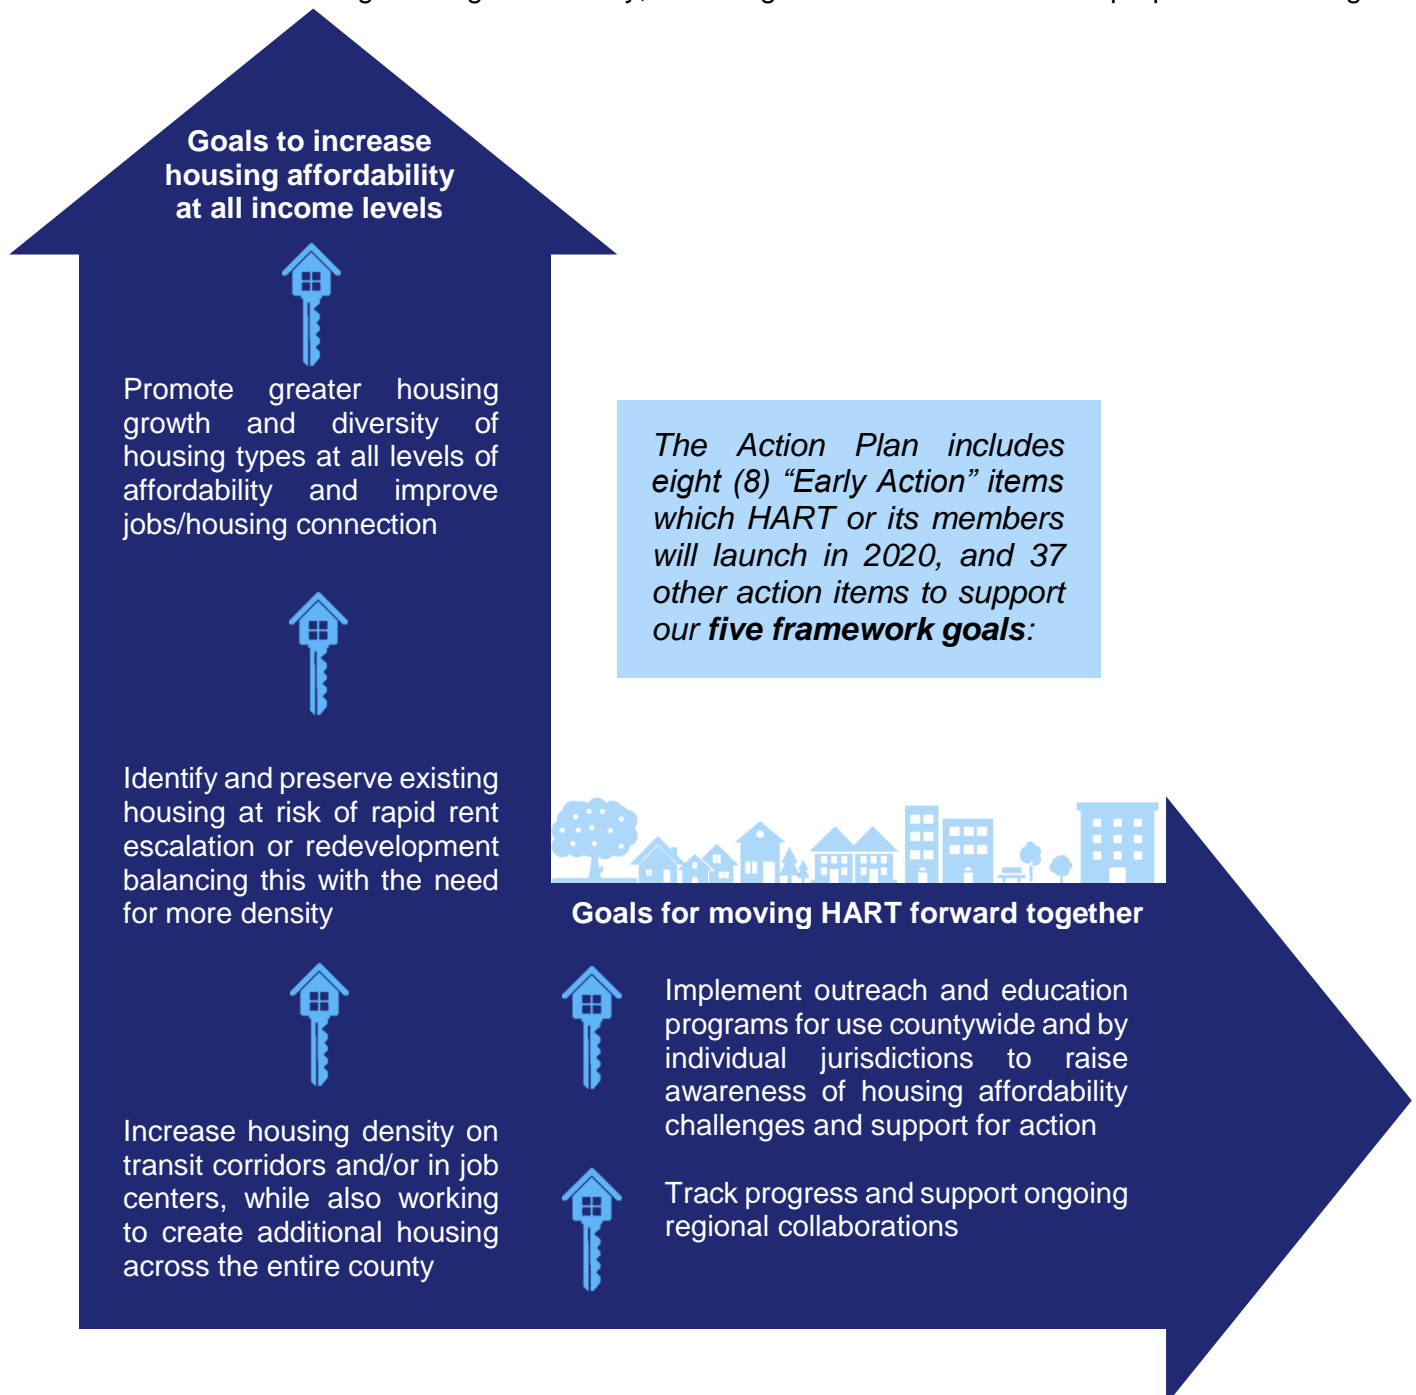 Goals to increase
housing affordability
at all income levels
Promote greater housing
growth and diversity of
housing types at all levels of
affordability and improve
jobs/housing connection
Identify and preserve existing
housing at risk of rapid rent
escalation or redevelopment
balancing this with the need
for more density
Increase housing density on
transit corridors and/or in job
centers, while also working
to create additional housing
across the entire county
The Action Plan includes
eight (8) “Early Action” items
which HART or its members
will launch in 2020, and 37
other action items to support
our five framework goals:
Goals for moving HART forward together
Implement outreach and education
programs for use countywide and by
individual jurisdictions to raise
awareness of housing affordability
challenges and support for action
Track progress and support ongoing
regional collaborations